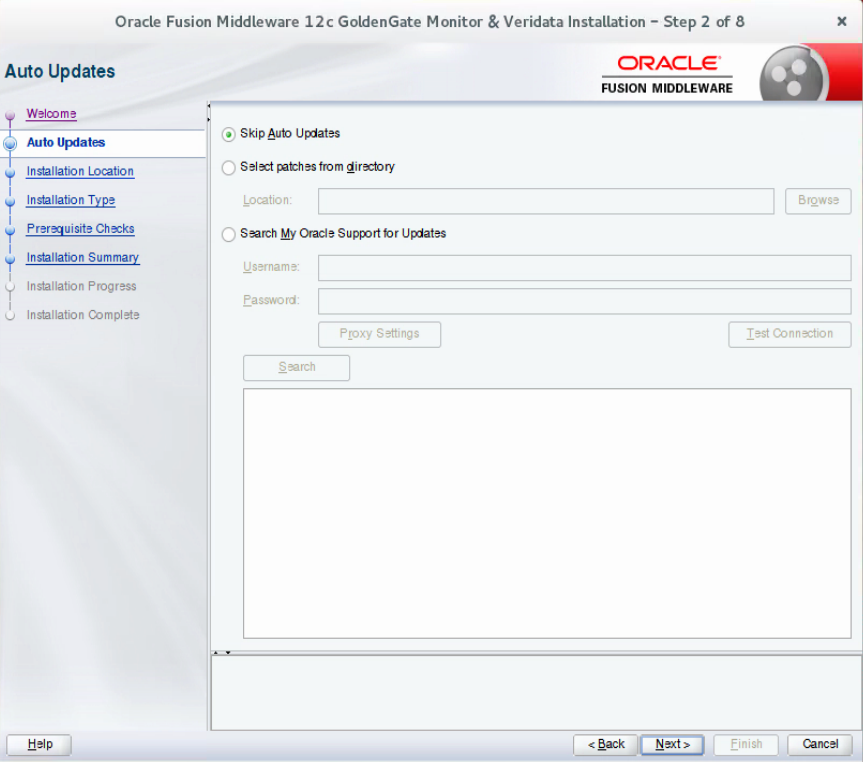 Oracle Fusion Middleware 12c GoldenGate Monitor & Veridata Installation – Step 2 of 8
Auto Updates
ORACLE
FUSION MIDDLEWARE
Welcome
Auto Updates
Installation Location
Installation Type
Prerequisite Checks
Installation Summary
Installation Progress
Installation Complete
Skip Auto Updates
Select patches from directory
Location:
Browse
Search My Oracle Support for Updates
Username:
Password:
Proxy Settings
Test Connection
Search
Help
< Back
Next >
Finish
Cancel